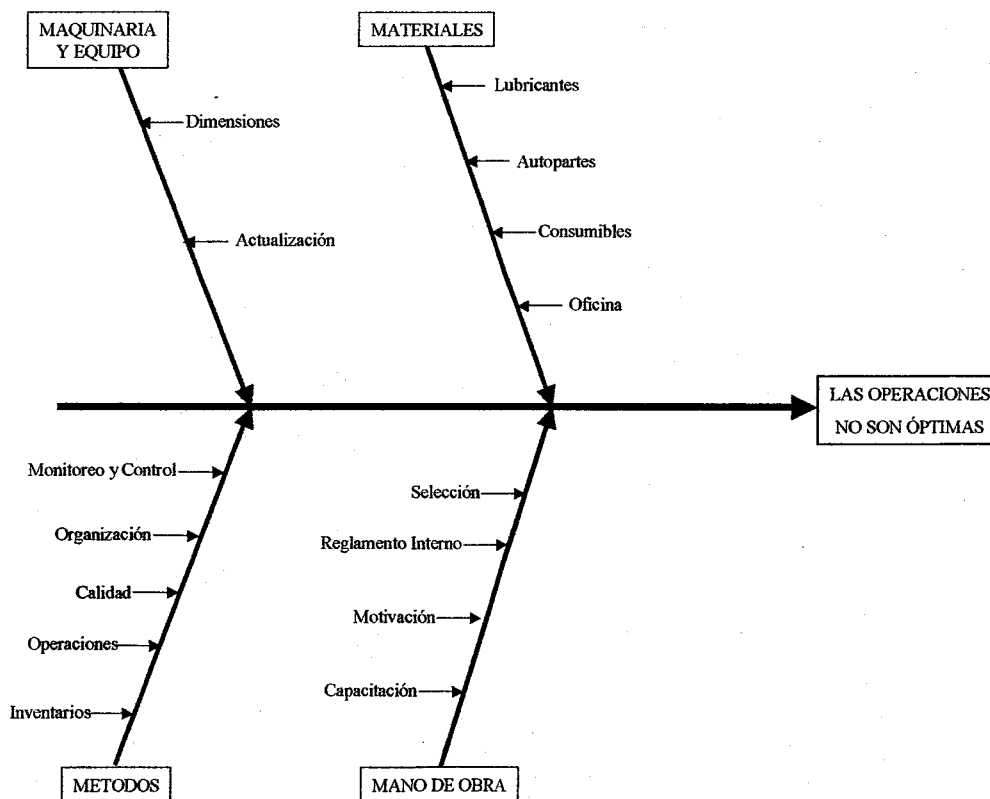 MAQUINARIA
Y EQUIPO
MATERIALES
Lubricantes
Dimensiones
Autopartes
Consumibles
Actualización
Oficina
LAS OPERACIONES
NO SON ÓPTIMAS
Monitoreo y Control
Selección
Organización
Reglamento Interno
Calidad
Motivación
Operaciones
Capacitación
Inventarios
METODOS
MANO DE OBRA